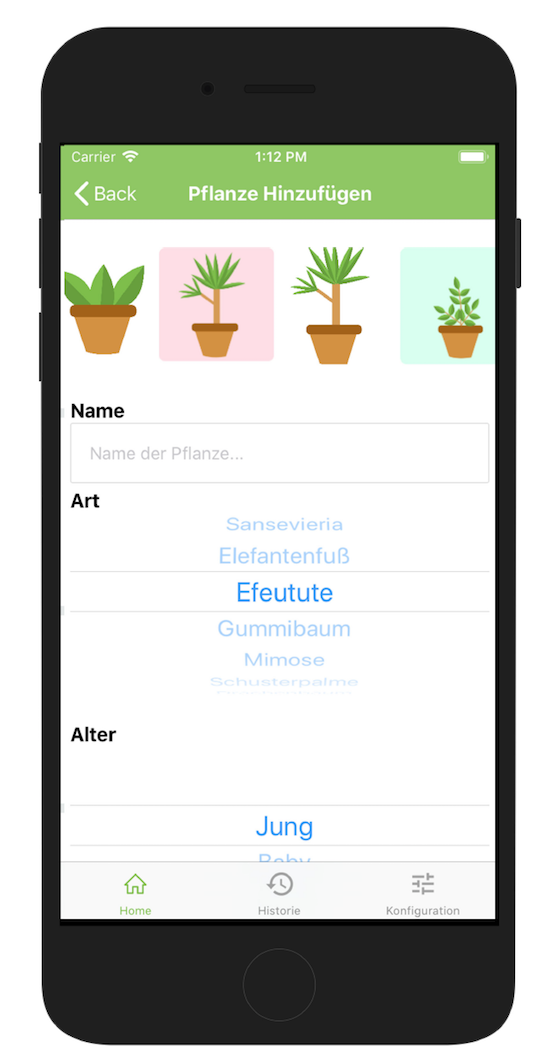 Carrier 1:12 PM
Back Pflanze Hinzufügen
Name
Name der Pflanze...
Art
Sansevieria
Elefantenfuß
Efeutute
Gummibaum
Mimose
Schusterpalme
Alter
Jung
Baby
Home Historie Konfiguration